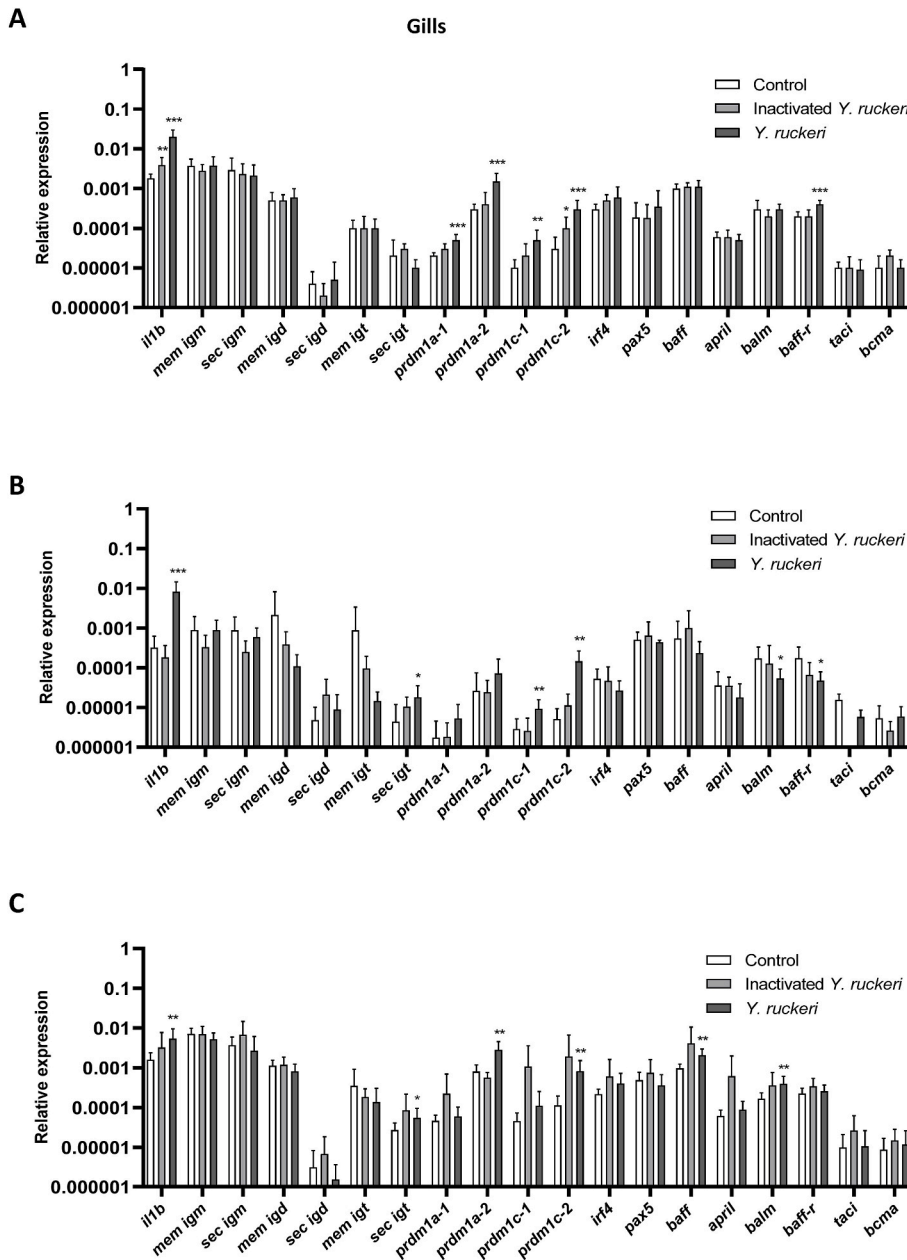 A
Gills
1
0.1
0.01
0.001
0.0001
0.00001
0.000001
Relative expression
Control
Inactivated Y. ruckeri
Y. ruckeri
** *** *** *** ** * *** ***
il1b mem igm sec igm mem igd sec igd mem igt sec igt prdm1a-1 prdm1a-2 prdm1c-1 prdm1c-2 irf4 pax5 baff april balm baff-r taci bcma
B
1
0.1
0.01
0.001
0.0001
0.00001
0.000001
Relative expression
Control
Inactivated Y. ruckeri
Y. ruckeri
*** * ** ** * *
il1b mem igm sec igm mem igd sec igd mem igt sec igt prdm1a-1 prdm1a-2 prdm1c-1 prdm1c-2 irf4 pax5 baff april balm baff-r taci bcma
C
1
0.1
0.01
0.001
0.0001
0.00001
0.000001
Relative expression
Control
Inactivated Y. ruckeri
Y. ruckeri
** * ** ** ** **
il1b mem igm sec igm mem igd sec igd mem igt sec igt prdm1a-1 prdm1a-2 prdm1c-1 prdm1c-2 irf4 pax5 baff april balm baff-r taci bcma